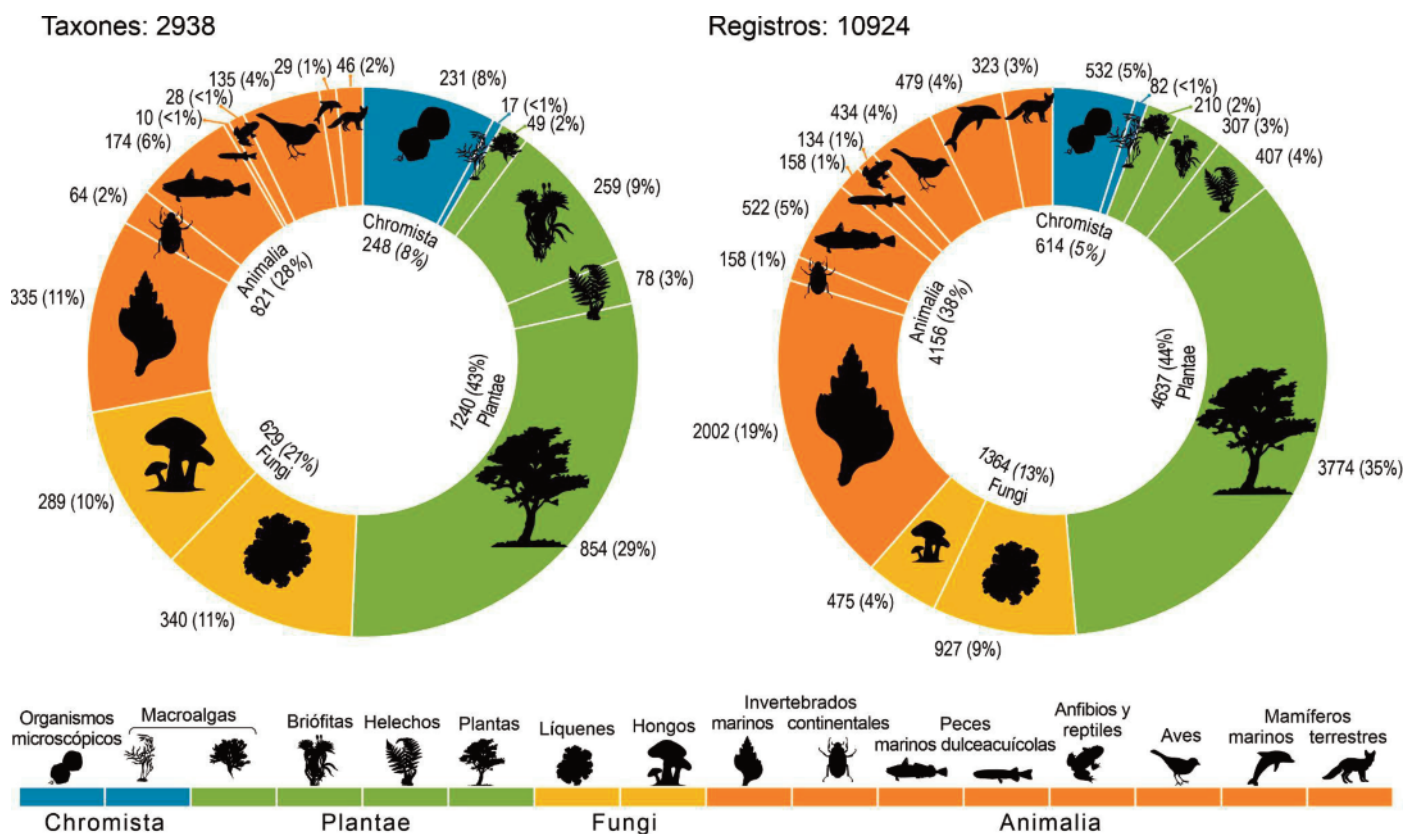 Taxones: 2938
Registros: 10924
231 (8%)
17 (<1%)
49 (2%)
259 (9%)
78 (3%)
854 (29%)
340 (11%)
289 (10%)
335 (11%)
64 (2%)
174 (6%)
10 (<1%)
28 (<1%)
135 (4%)
29 (1%)
46 (2%)
Chromista
248 (8%)
1240 (43%)
Plantae
629 (21%)
Fungi
Animalia
821 (28%)
532 (5%)
82 (<1%)
210 (2%)
307 (3%)
407 (4%)
3774 (35%)
927 (9%)
475 (4%)
2002 (19%)
158 (1%)
522 (5%)
158 (1%)
134 (1%)
434 (4%)
479 (4%)
323 (3%)
Chromista
614 (5%)
4637 (44%)
Plantae
1364 (13%)
Fungi
Animalia
4156 (38%)
Organismos
microscópicos
Macroalgas
Briófitas
Helechos
Plantas
Líquenes
Hongos
Invertebrados
marinos continentales
Peces
marinos dulceacuícolas
Anfibios y
reptiles
Aves
Mamíferos
marinos terrestres
Chromista
Plantae
Fungi
Animalia